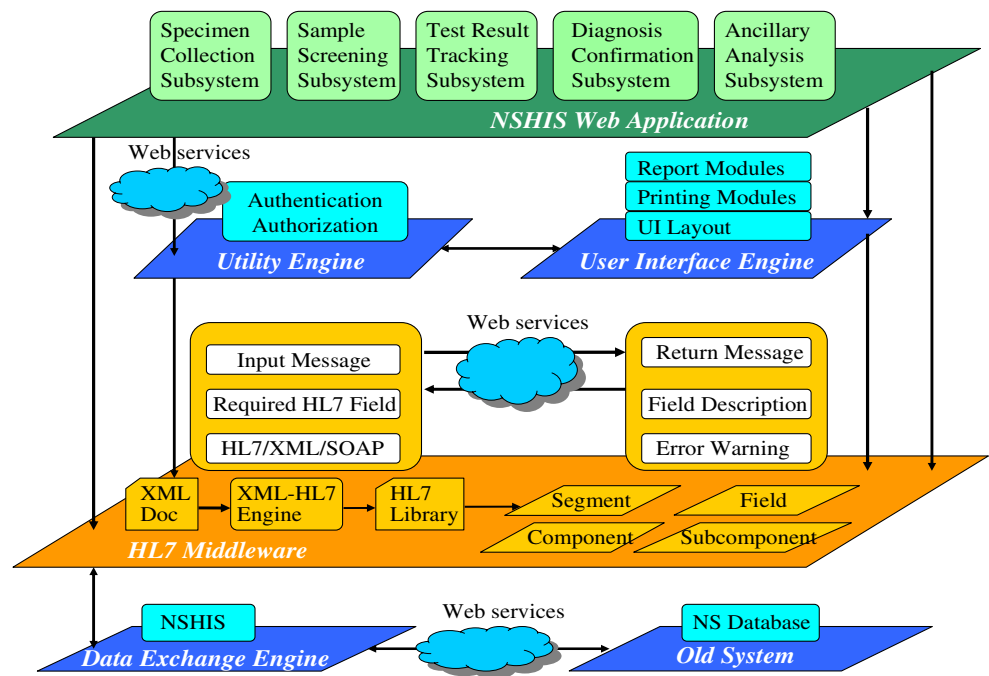 Specimen
Collection
Subsystem
Sample
Screening
Subsystem
Test Result
Tracking
Subsystem
Diagnosis
Confirmation
Subsystem
Ancillary
Analysis
Subsystem
NSHIS Web Application
Web services
Authentication
Authorization
Utility Engine
Report Modules
Printing Modules
UI Layout
User Interface Engine
Web services
Input Message
Required HL7 Field
HL7/XML/SOAP
Return Message
Field Description
Error Warning
XML
Doc
XML-HL7
Engine
HL7
Library
Segment
Field
Component
Subcomponent
HL7 Middleware
Web services
NSHIS
Data Exchange Engine
NS Database
Old System